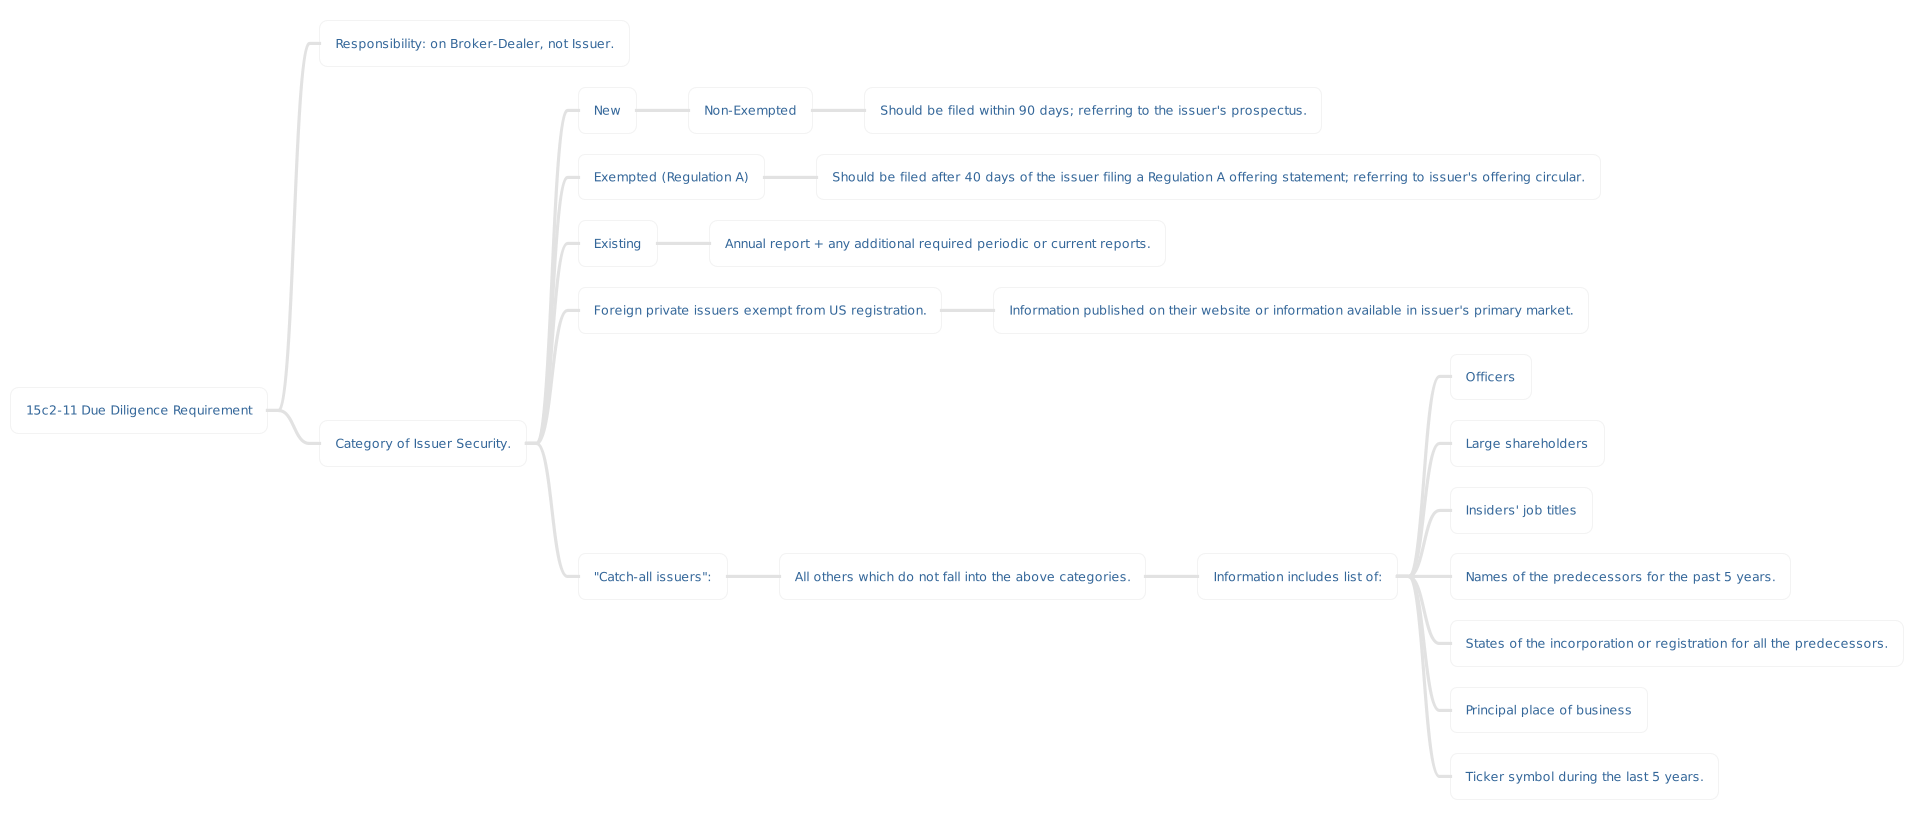 Responsibility: on Broker-Dealer, not Issuer.
New
Non-Exempted
Should be filed within 90 days; referring to the issuer's prospectus.
Exempted (Regulation A)
Should be filed after 40 days of the issuer filing a Regulation A offering statement; referring to issuer's offering circular.
Existing
Annual report + any additional required periodic or current reports.
Foreign private issuers exempt from US registration.
Information published on their website or information available in issuer's primary market.
Officers
15c2-11 Due Diligence Requirement
Category of Issuer Security.
Large shareholders
Insiders' job titles
"Catch-all issuers":
All others which do not fall into the above categories.
Information includes list of:
Names of the predecessors for the past 5 years.
States of the incorporation or registration for all the predecessors.
Principal place of business
Ticker symbol during the last 5 years.